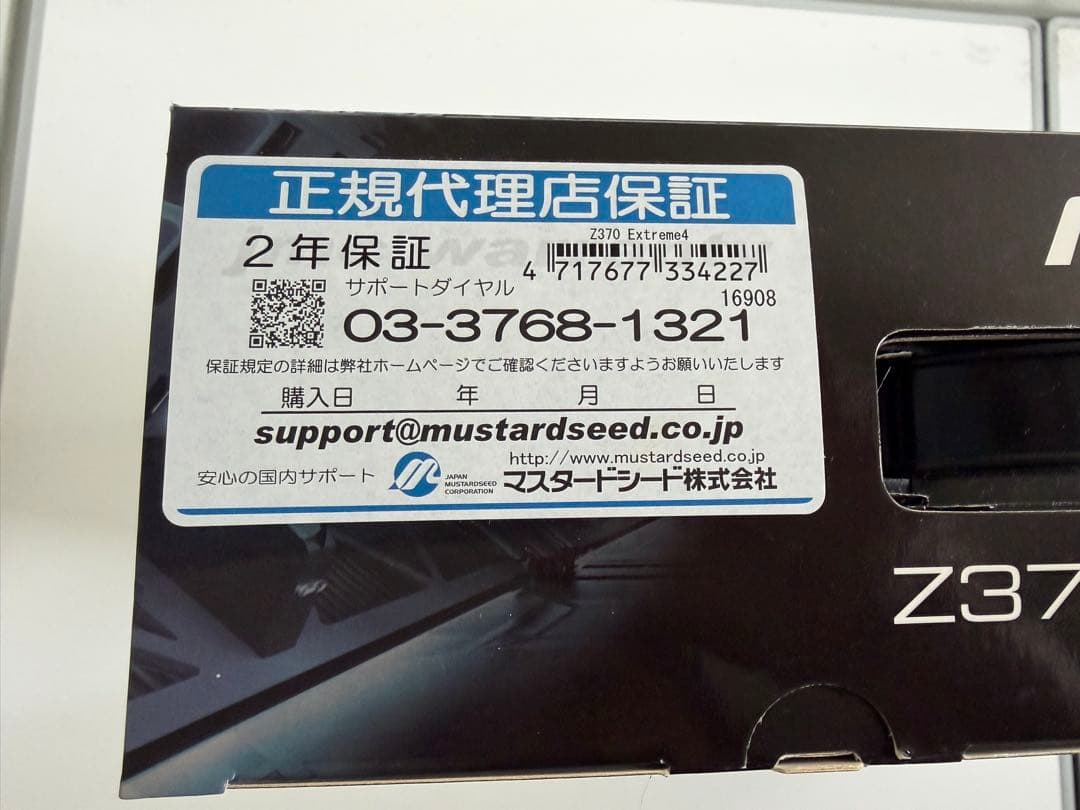 正規代理店保証
2年保証
Z370 Extreme4
4 717677 334227
サポートダイヤル
16908
03-3768-1321
保証規定の詳細は弊社ホームページでご確認くださいますようお願いいたします
購入日 年 月 日
support@mustardseed.co.jp
http://www.mustardseed.co.jp
安心の国内サポート
JAPAN
MUSTARDSEED
CORPORATION
マスタードシード株式会社
Z37